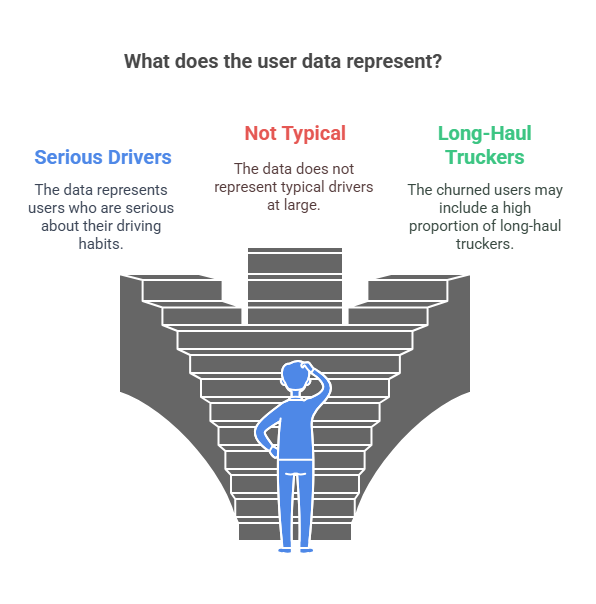 What does the user data represent?
Serious Drivers
The data represents
users who are serious
about their driving
habits.
Not Typical
The data does not
represent typical drivers
at large.
Long-Haul
Truckers
The churned users may
include a high
proportion of long-haul
truckers.